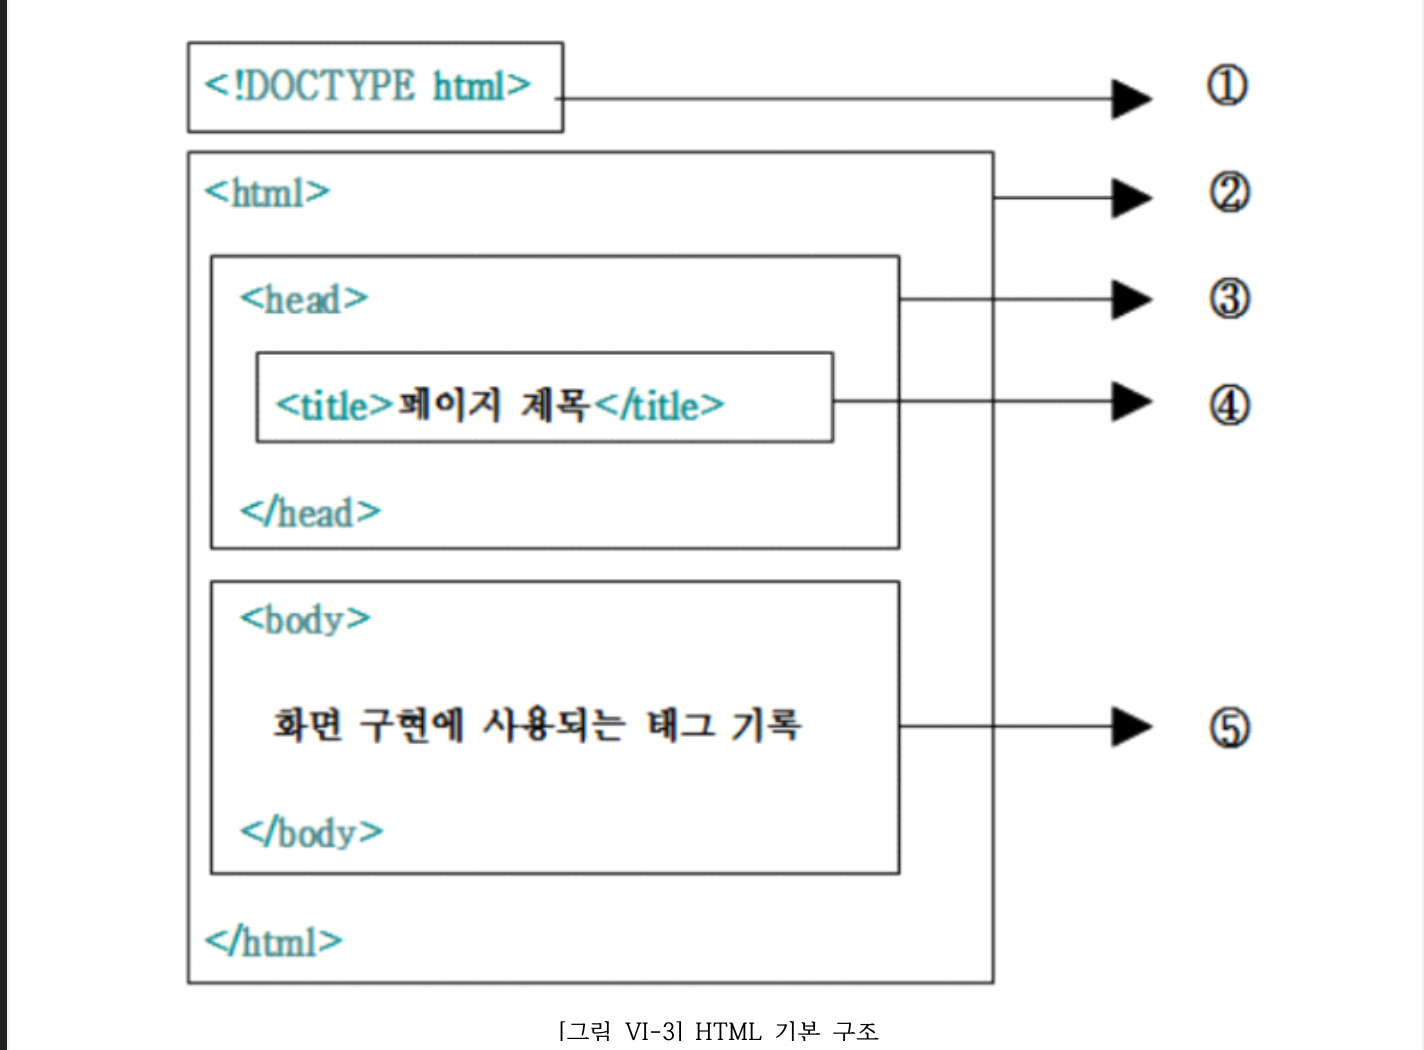 <!DOCTYPE html>
①
<html>
②
<head>
③
<title>페이지 제목</title>
④
</head>
<body>
화면 구현에 사용되는 태그 기록
⑤
</body>
</html>
[그림 VI-3] HTML 기본 구조